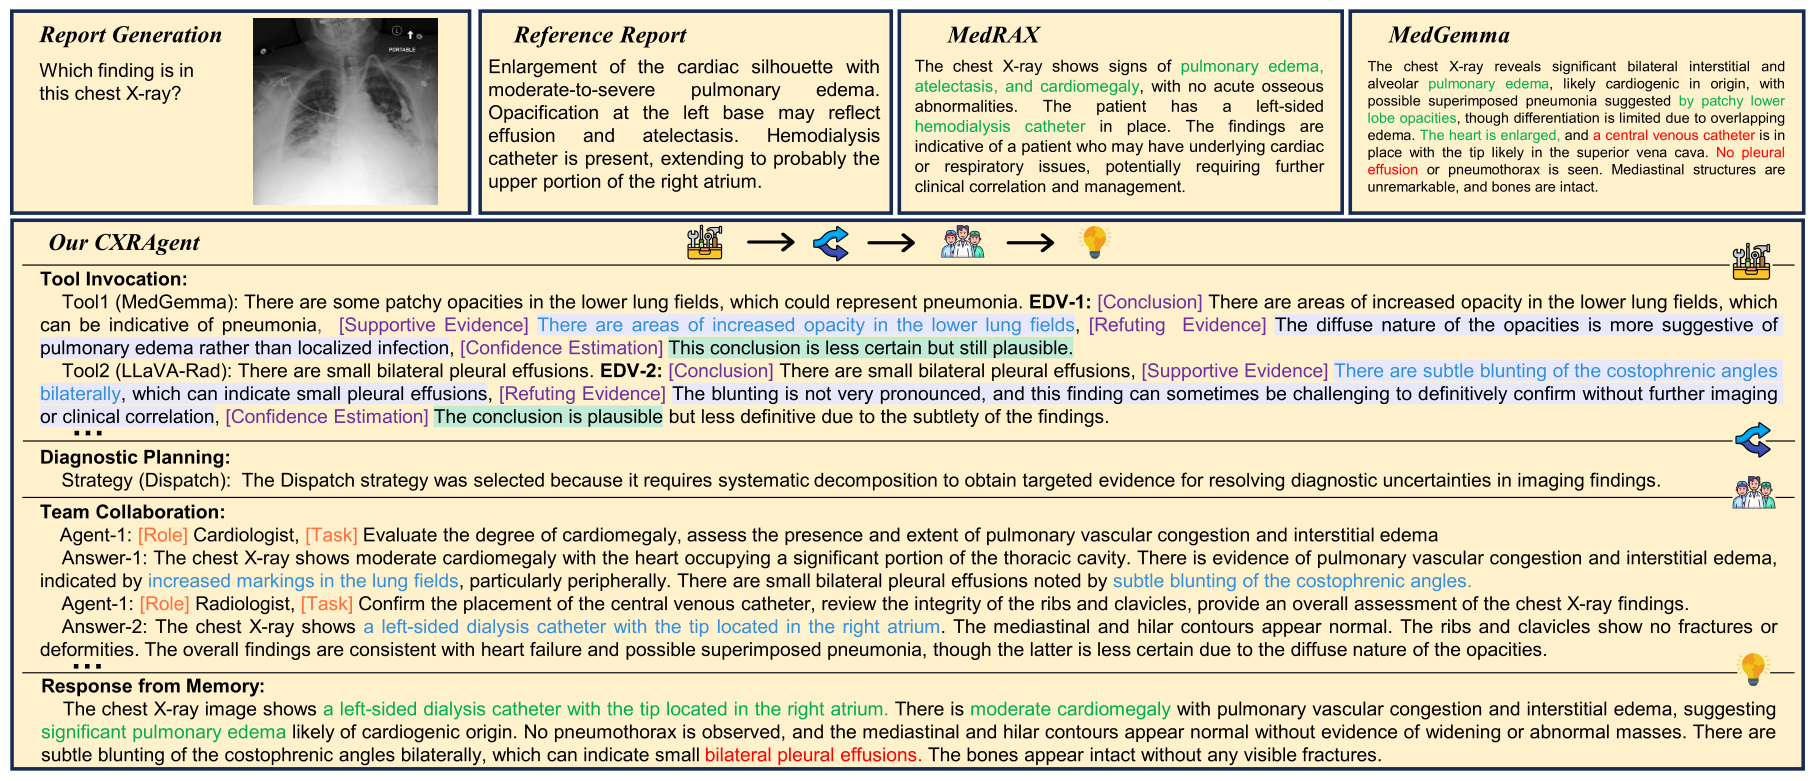 Report Generation
Which finding is in
this chest X-ray?
L
PORTABLE
Reference Report
Enlargement of the cardiac silhouette with
moderate-to-severe pulmonary edema.
Opacification at the left base may reflect
effusion and atelectasis. Hemodialysis
catheter is present, extending to probably the
upper portion of the right atrium.
MedRAX
The chest X-ray shows signs of pulmonary edema,
atelectasis, and cardiomegaly, with no acute osseous
abnormalities. The patient has a left-sided
hemodialysis catheter in place. The findings are
indicative of a patient who may have underlying cardiac
or respiratory issues, potentially requiring further
clinical correlation and management.
MedGemma
The chest X-ray reveals significant bilateral interstitial and
alveolar pulmonary edema, likely cardiogenic in origin, with
possible superimposed pneumonia suggested by patchy lower
lobe opacities, though differentiation is limited due to overlapping
edema. The heart is enlarged, and a central venous catheter is in
place with the tip likely in the superior vena cava. No pleural
effusion or pneumothorax is seen. Mediastinal structures are
unremarkable, and bones are intact.
Our CXRAgent
Tool Invocation:
Tool1 (MedGemma): There are some patchy opacities in the lower lung fields, which could represent pneumonia. EDV-1: [Conclusion] There are areas of increased opacity in the lower lung fields, which
can be indicative of pneumonia, [Supportive Evidence] There are areas of increased opacity in the lower lung fields, [Refuting Evidence] The diffuse nature of the opacities is more suggestive of
pulmonary edema rather than localized infection, [Confidence Estimation] This conclusion is less certain but still plausible.
Tool2 (LLaVA-Rad): There are small bilateral pleural effusions. EDV-2: [Conclusion] There are small bilateral pleural effusions, [Supportive Evidence] There are subtle blunting of the costophrenic angles
bilaterally, which can indicate small pleural effusions, [Refuting Evidence] The blunting is not very pronounced, and this finding can sometimes be challenging to definitively confirm without further imaging
or clinical correlation, [Confidence Estimation] The conclusion is plausible but less definitive due to the subtlety of the findings.
...
Diagnostic Planning:
Strategy (Dispatch): The Dispatch strategy was selected because it requires systematic decomposition to obtain targeted evidence for resolving diagnostic uncertainties in imaging findings.
Team Collaboration:
Agent-1: [Role] Cardiologist, [Task] Evaluate the degree of cardiomegaly, assess the presence and extent of pulmonary vascular congestion and interstitial edema
Answer-1: The chest X-ray shows moderate cardiomegaly with the heart occupying a significant portion of the thoracic cavity. There is evidence of pulmonary vascular congestion and interstitial edema,
indicated by increased markings in the lung fields, particularly peripherally. There are small bilateral pleural effusions noted by subtle blunting of the costophrenic angles.
Agent-1: [Role] Radiologist, [Task] Confirm the placement of the central venous catheter, review the integrity of the ribs and clavicles, provide an overall assessment of the chest X-ray findings.
Answer-2: The chest X-ray shows a left-sided dialysis catheter with the tip located in the right atrium. The mediastinal and hilar contours appear normal. The ribs and clavicles show no fractures or
deformities. The overall findings are consistent with heart failure and possible superimposed pneumonia, though the latter is less certain due to the diffuse nature of the opacities.
...
Response from Memory:
The chest X-ray image shows a left-sided dialysis catheter with the tip located in the right atrium. There is moderate cardiomegaly with pulmonary vascular congestion and interstitial edema, suggesting
significant pulmonary edema likely of cardiogenic origin. No pneumothorax is observed, and the mediastinal and hilar contours appear normal without evidence of widening or abnormal masses. There are
subtle blunting of the costophrenic angles bilaterally, which can indicate small bilateral pleural effusions. The bones appear intact without any visible fractures.